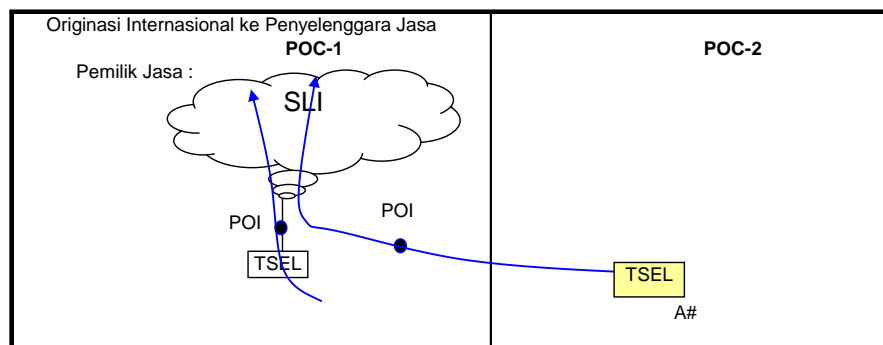 Originasi Internasional ke Penyelenggara Jasa
POC-1
POC-2
Pemilik Jasa :
SLI
POI
POI
TSEL
TSEL
A#